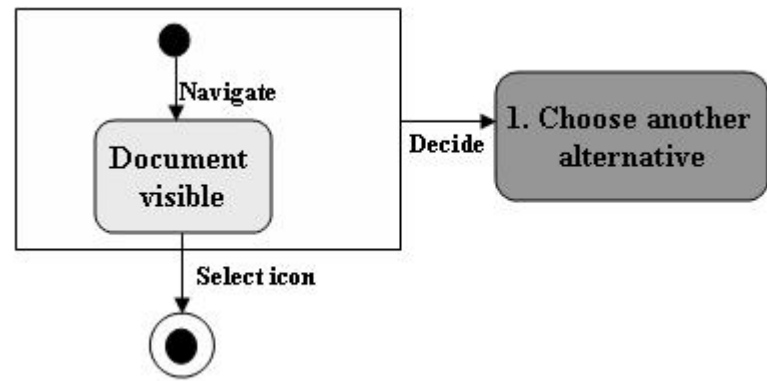 Navigate
Document
visible
Decide
1. Choose another
alternative
Select icon